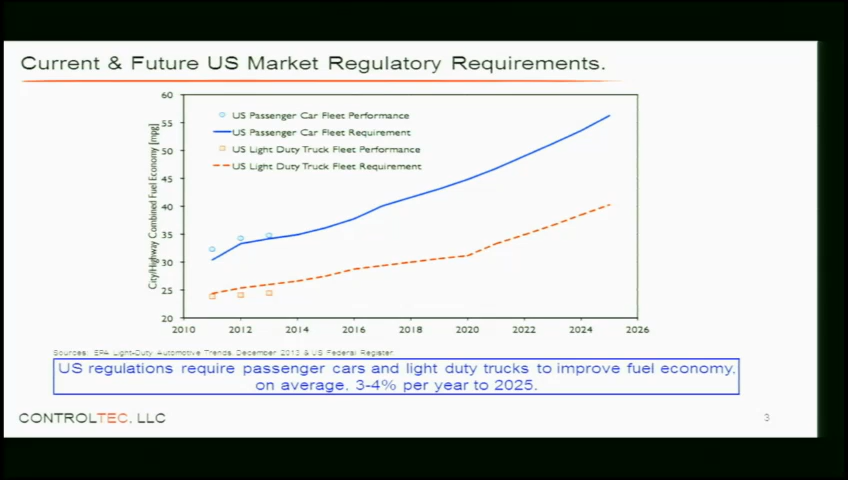 Current & Future US Market Regulatory Requirements.
City/Highway Combined Fuel Economy [mpg]
60
55
50
45
40
35
30
25
20
US Passenger Car Fleet Performance
US Passenger Car Fleet Requirement
US Light Duty Truck Fleet Performance
US Light Duty Truck Fleet Requirement
2010 2012 2014 2016 2018 2020 2022 2024 2026
Sources: EPA Light-Duty Automotive Trends, December 2013 & US Federal Register.
US regulations require passenger cars and light duty trucks to improve fuel economy,
on average, 3-4% per year to 2025.
CONTROLTEC, LLC
3